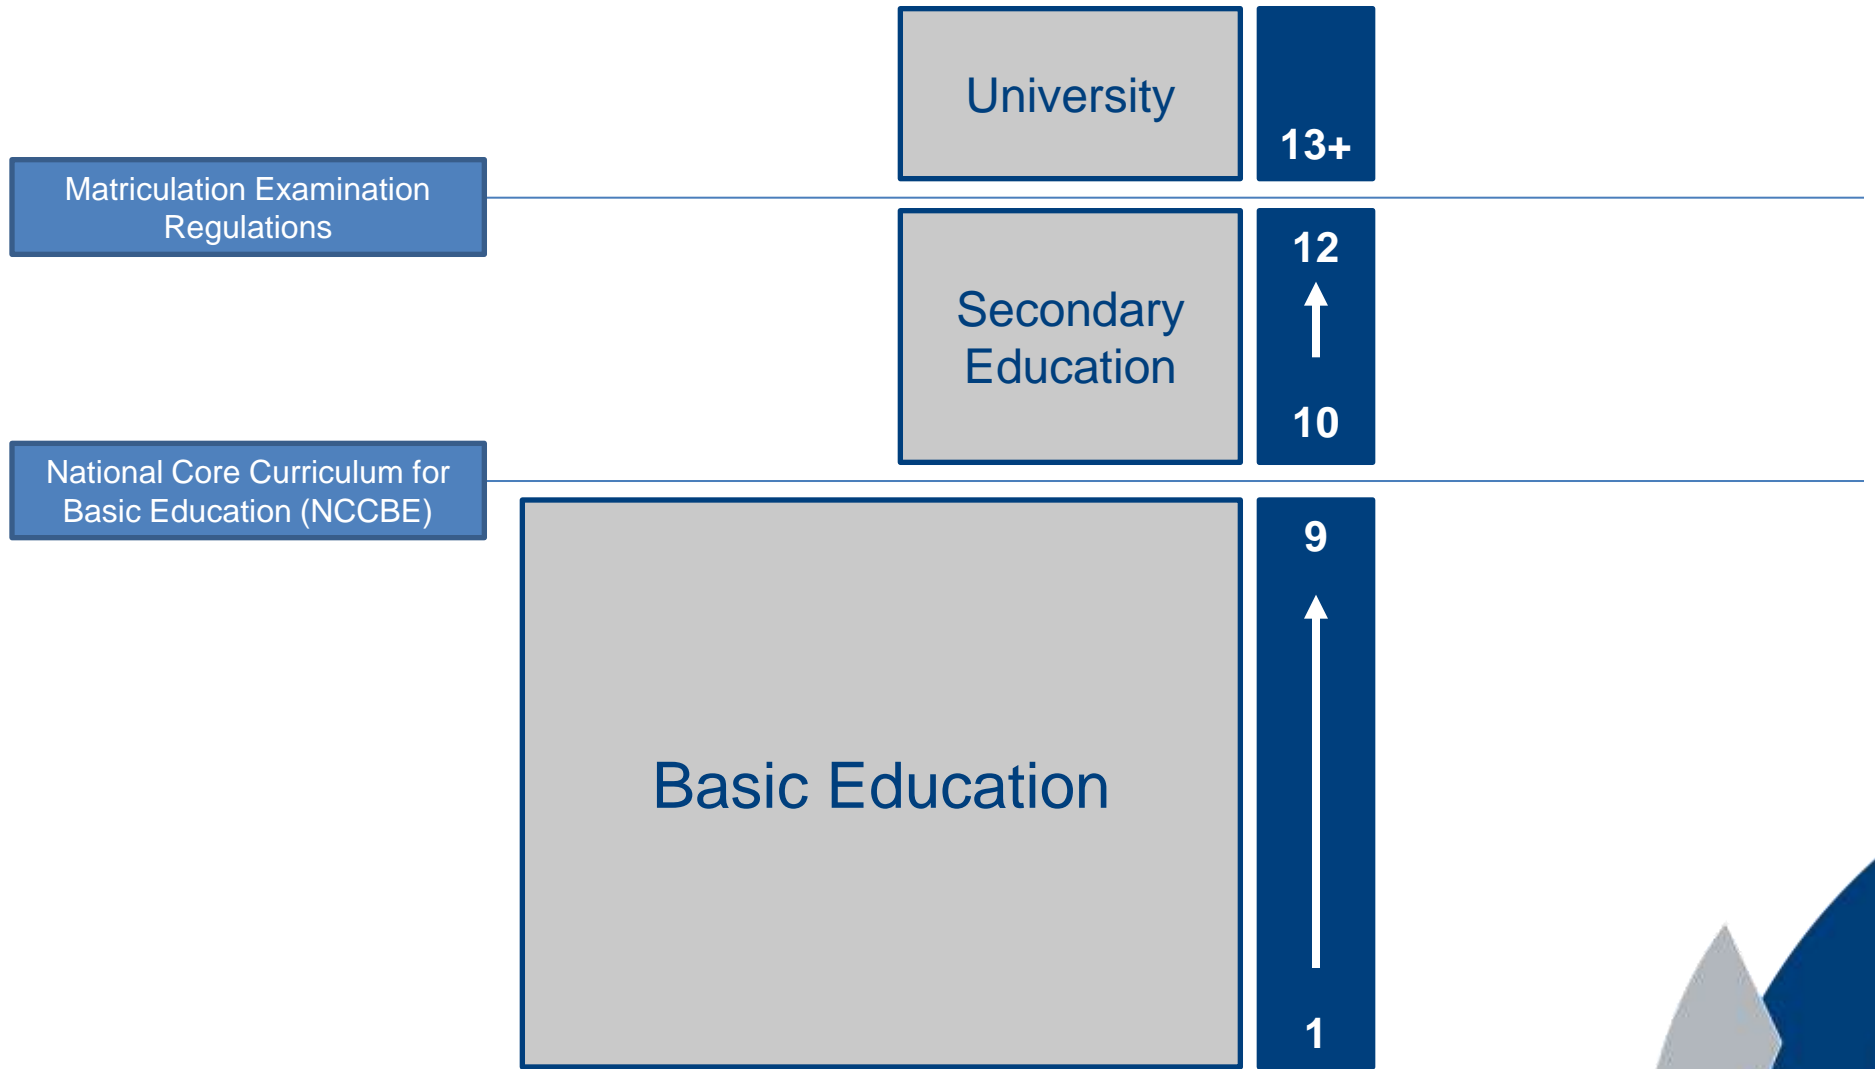 University
13+
Matriculation Examination
Regulations
12
Secondary
Education
10
National Core Curriculum for
Basic Education (NCCBE)
9
Basic Education
1